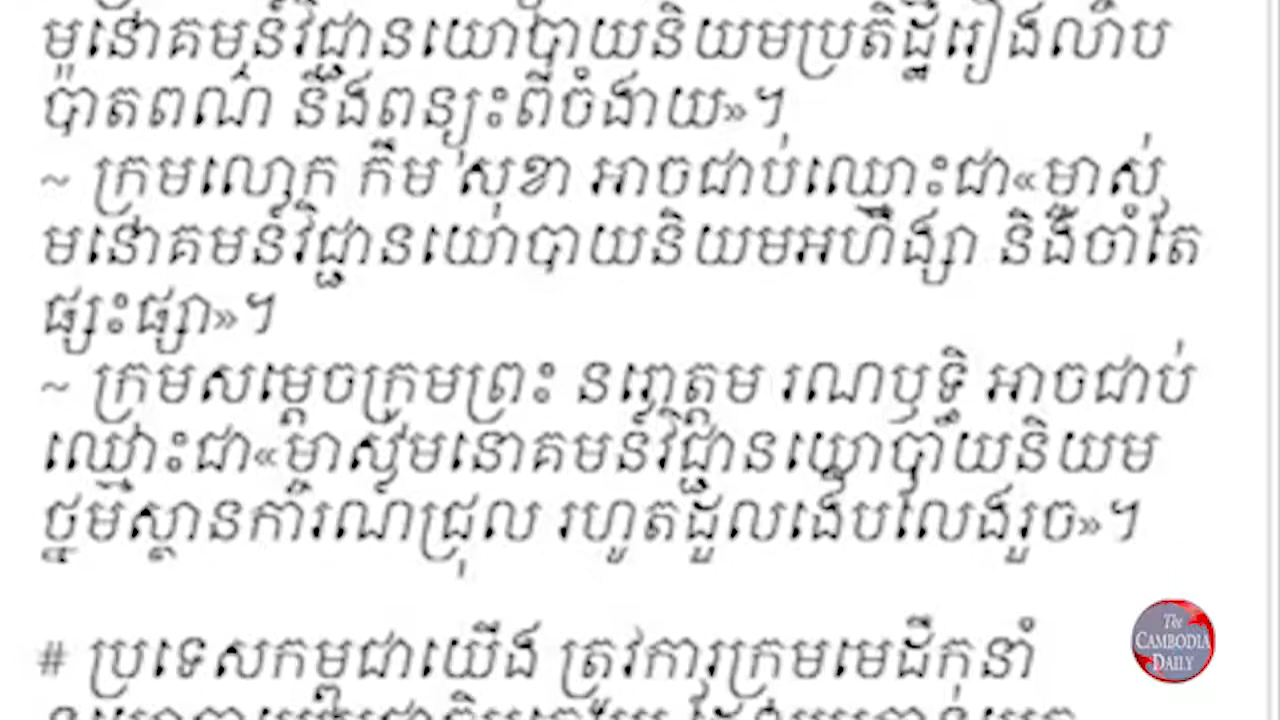 មនោគមន៍វិជ្ជានយោបាយនិយមប្រតិដ្ឋរឿងលាប
ប៉ាតពណ៌ និងពន្យុះពីចំងាយ»។
~ ក្រុមលោក កឹម សុខា អាចជាប់ឈ្មោះជា«ម្ចាស់
មនោគមន៍វិជ្ជានយោបាយនិយមអហឹង្សា និងចាំតែ
ផ្សះផ្សា»។
~ ក្រុមសម្ដេចក្រុមព្រះ នរោត្ដម រណឫទ្ធិ អាចជាប់
ឈ្មោះជា«ម្ចាស់មនោគមន៍វិជ្ជានយោបាយនិយម
ថ្នមស្ថានការណ៍ជ្រុល រហូតដួលងើបលែងរួច»។
# ប្រទេសកម្ពុជាយើង ត្រូវការក្រុមមេដឹកនាំ
The
CAMBODIA
DAILY